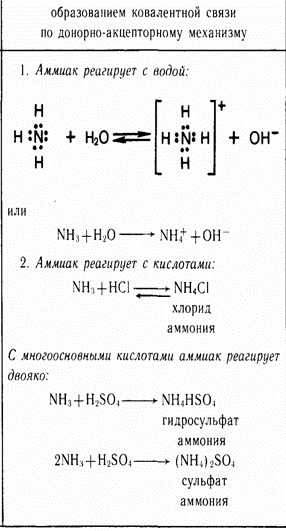 образованием ковалентной связи
по донорно-акцепторному механизму
1. Аммиак реагирует с водой:
H
H :N: + H₂O ⇌ [H :N: H]⁺ + OH⁻
H
H
H
или
NH₃ + H₂O ⟶ NH₄⁺ + OH⁻
2. Аммиак реагирует с кислотами:
NH₃ + HCl ⇌ NH₄Cl
хлорид
аммония
С многоосновными кислотами аммиак реагирует
двояко:
NH₃ + H₂SO₄ ⟶ NH₄HSO₄
гидросульфат
аммония
2NH₃ + H₂SO₄ ⟶ (NH₄)₂SO₄
сульфат
аммония